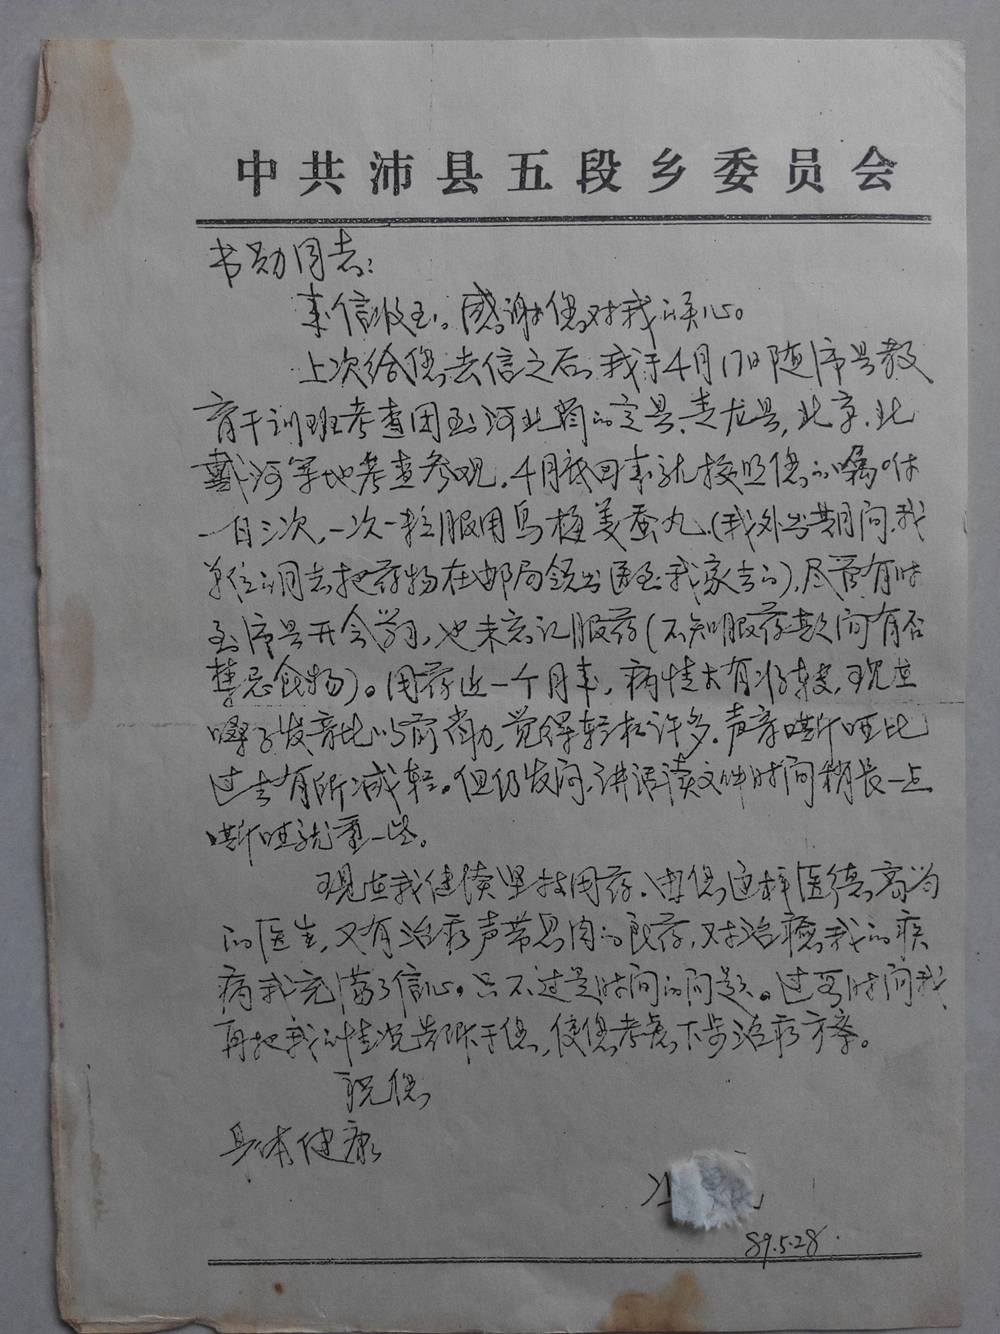 中共沛县五段乡委员会
书勋同志：
来信收到。感谢您对我的关心。
上次给您去信之后，我于4月17日随沛县教
育干训班考查团到河北省的定县、青龙县，北京、北
戴河等地考查参观。4月底回来就按照您的嘱咐
一日三次，一次一粒服用乌梅姜蚕丸（我外出其间，我
单位的同志把药物在邮局领出送到我家去的），尽管有时
到沛县开会学习，也未忘记服药（不知服药期间有否
禁忌食物）。用药近一个月来，病情大有好转，现在
嗓子发音比以前省力，觉得轻松许多。声音嘶哑比
过去有所减轻。但仍发闷，讲话读文件时间稍长一点
嘶哑就重一些。
现在我继续坚持用药。由您这样医德高尚
的医生，又有治疗声带息肉的良药，对治癒我的疾
病我充满了信心。只不过是时间的问题。过段时间我
再把我的情况告诉于您，使您考虑下步治疗方案。
祝您
身体健康
89.5.28.